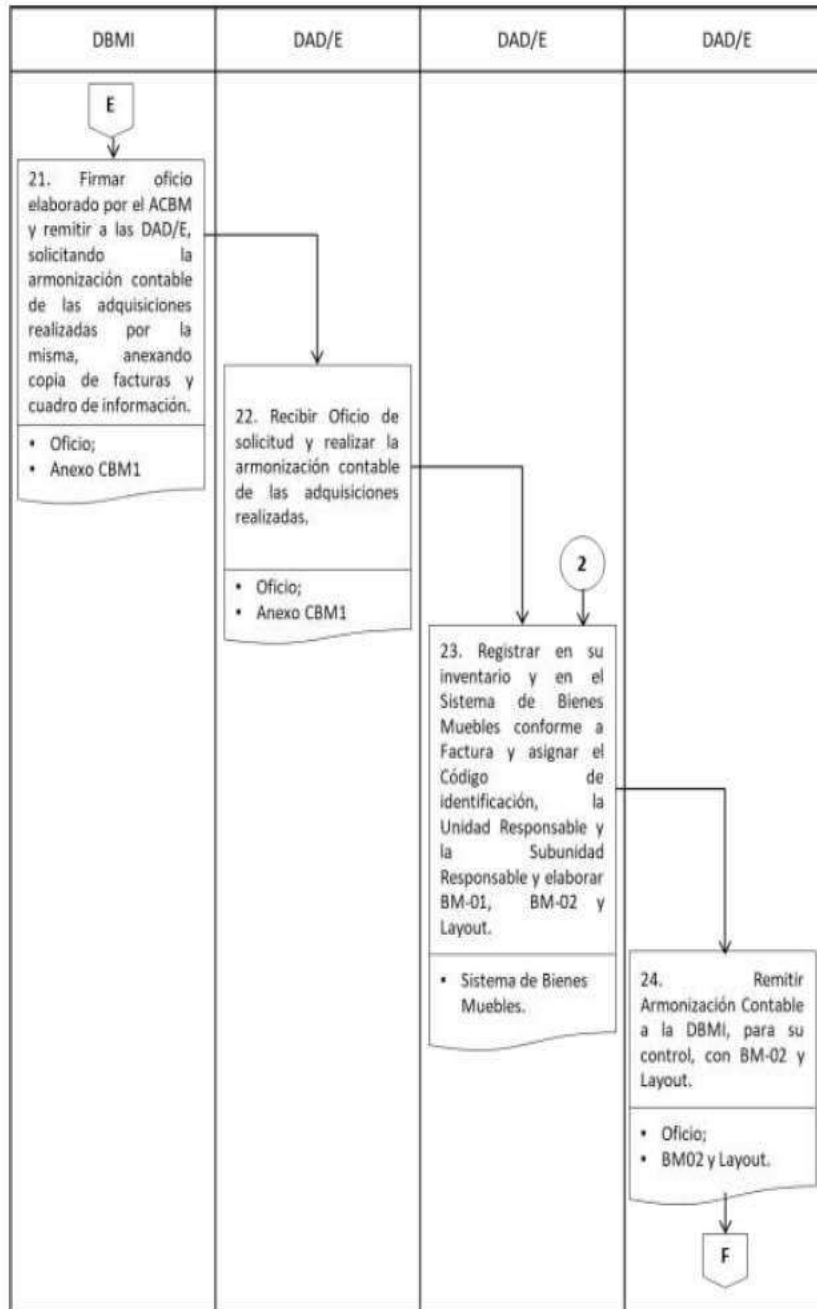 DBMI
DAD/E
DAD/E
DAD/E
E
21. Firmar oficio
elaborado por el ACBM
y remitir a las DAD/E,
solicitando la
armonización contable
de las adquisiciones
realizadas por la
misma, anexando
copia de facturas y
cuadro de información.
• Oficio;
• Anexo CBM1
22. Recibir Oficio de
solicitud y realizar la
armonización contable
de las adquisiciones
realizadas.
• Oficio;
• Anexo CBM1
2
23. Registrar en su
inventario y en el
Sistema de Bienes
Muebles conforme a
Factura y asignar el
Código de
identificación, la
Unidad Responsable y
la Subunidad
Responsable y elaborar
BM-01, BM-02 y
Layout.
• Sistema de Bienes
Muebles.
24. Remitir
Armonización Contable
a la DBMI, para su
control, con BM-02 y
Layout.
• Oficio;
• BM02 y Layout.
F